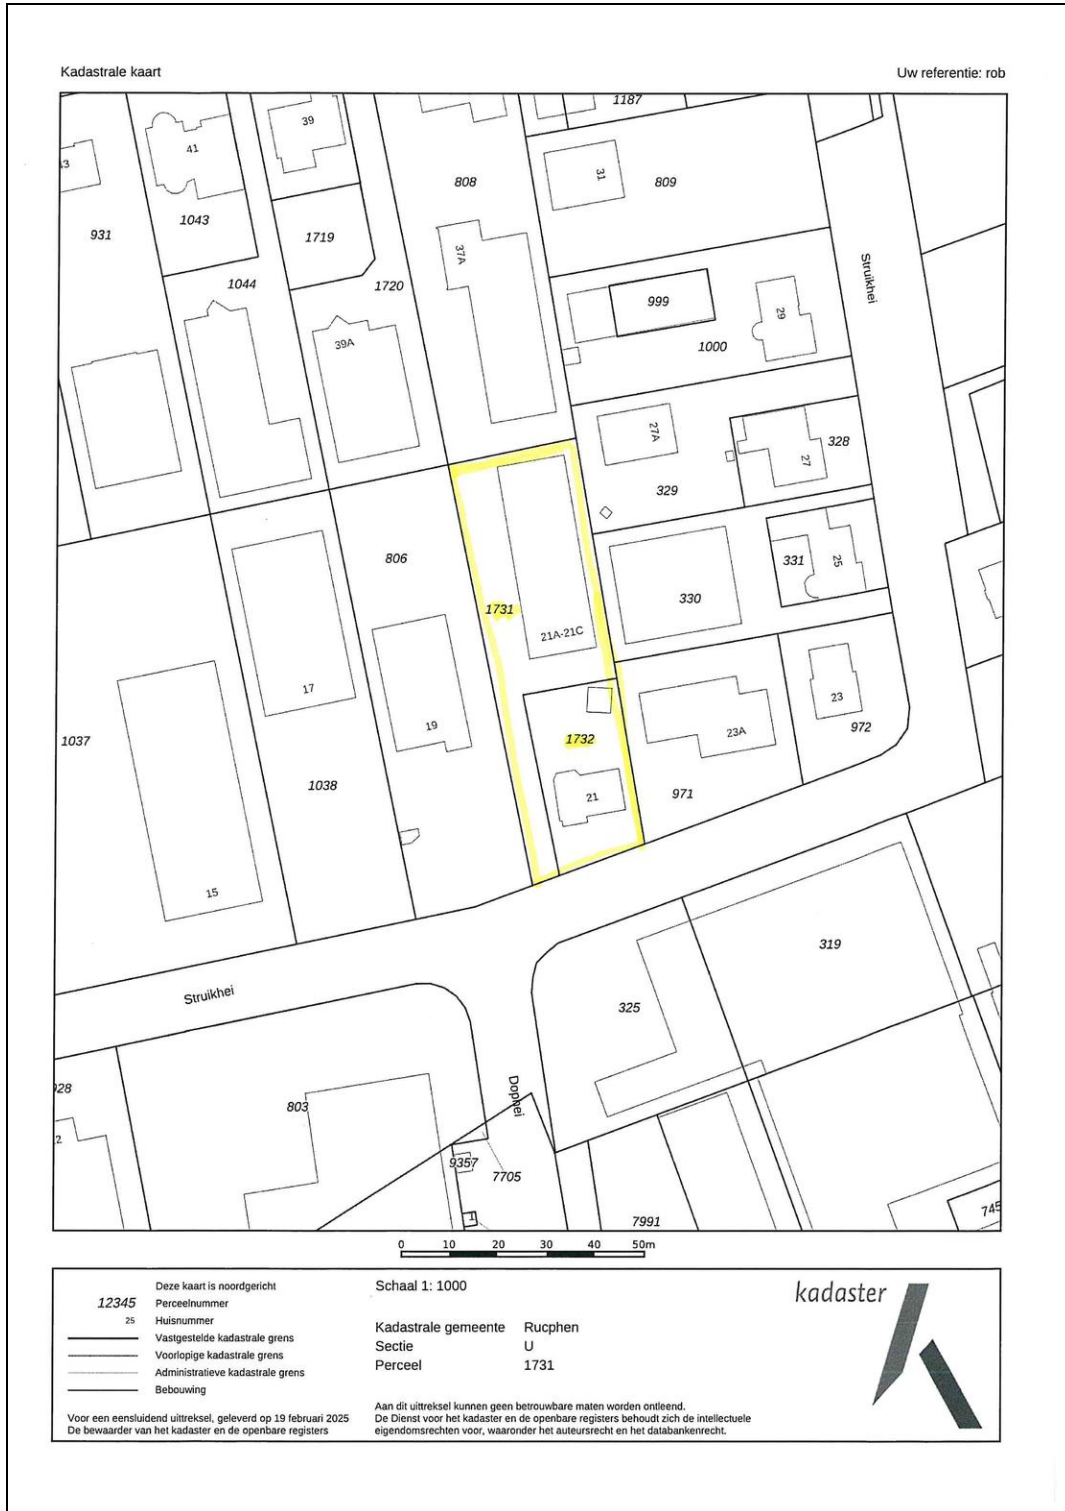 Kadastrale kaart
Uw referentie: rob
1187
39
41
31
808
809
1043
931
1719
37A
1044
1720
Struikhei
999
29
1000
39A
27A
328
27
329
806
331
25
330
1731
21A-21C
17
19
1732
23
23A
972
1037
1038
971
21
15
319
Struikhei
325
803
Dophei
9357
7705
1
7991
0 10 20 30 40 50m
Deze kaart is noordgericht
12345 Perceelnummer
25 Huisnummer
Vastgestelde kadastrale grens
Voorlopige kadastrale grens
Administratieve kadastrale grens
Bebouwing
Voor een eensluidend uittreksel, geleverd op 19 februari 2025
De bewaarder van het kadaster en de openbare registers
Schaal 1: 1000
Kadastrale gemeente Rucphen
Sectie U
Perceel 1731
Aan dit uittreksel kunnen geen betrouwbare maten worden ontleend.
De Dienst voor het kadaster en de openbare registers behoudt zich de intellectuele
eigendomsrechten voor, waaronder het auteursrecht en het databankenrecht.
kadaster